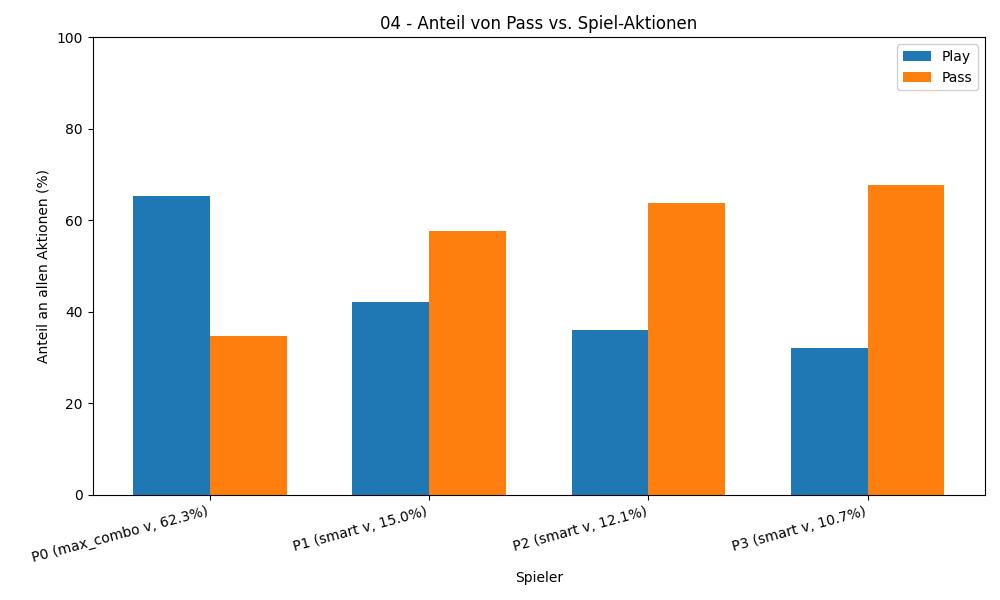 04 - Anteil von Pass vs. Spiel-Aktionen
Play
Pass
Anteil an allen Aktionen (%)
100
80
60
40
20
0
P0 (max_combo v, 62.3%)
P1 (smart v, 15.0%)
P2 (smart v, 12.1%)
P3 (smart v, 10.7%)
Spieler